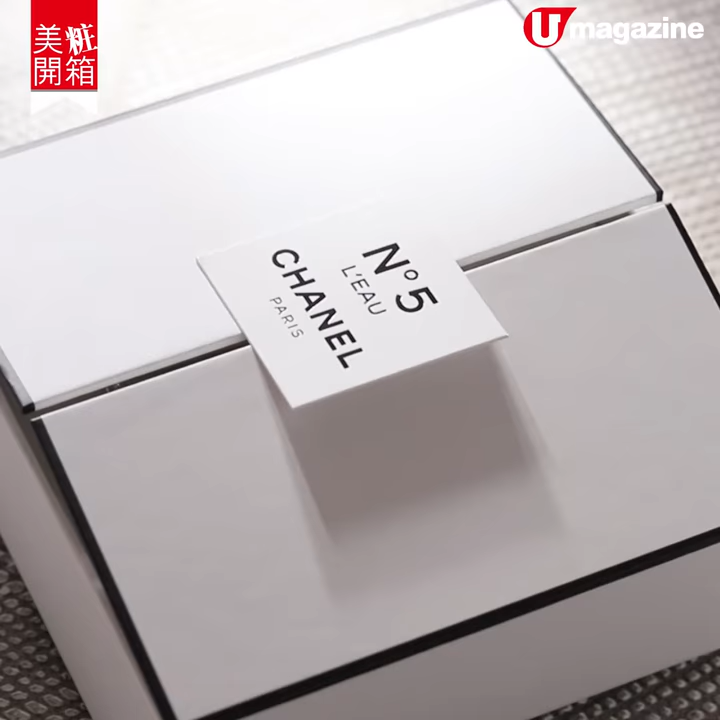 美粧
開箱
U magazine
N°5
L'EAU
CHANEL
PARIS